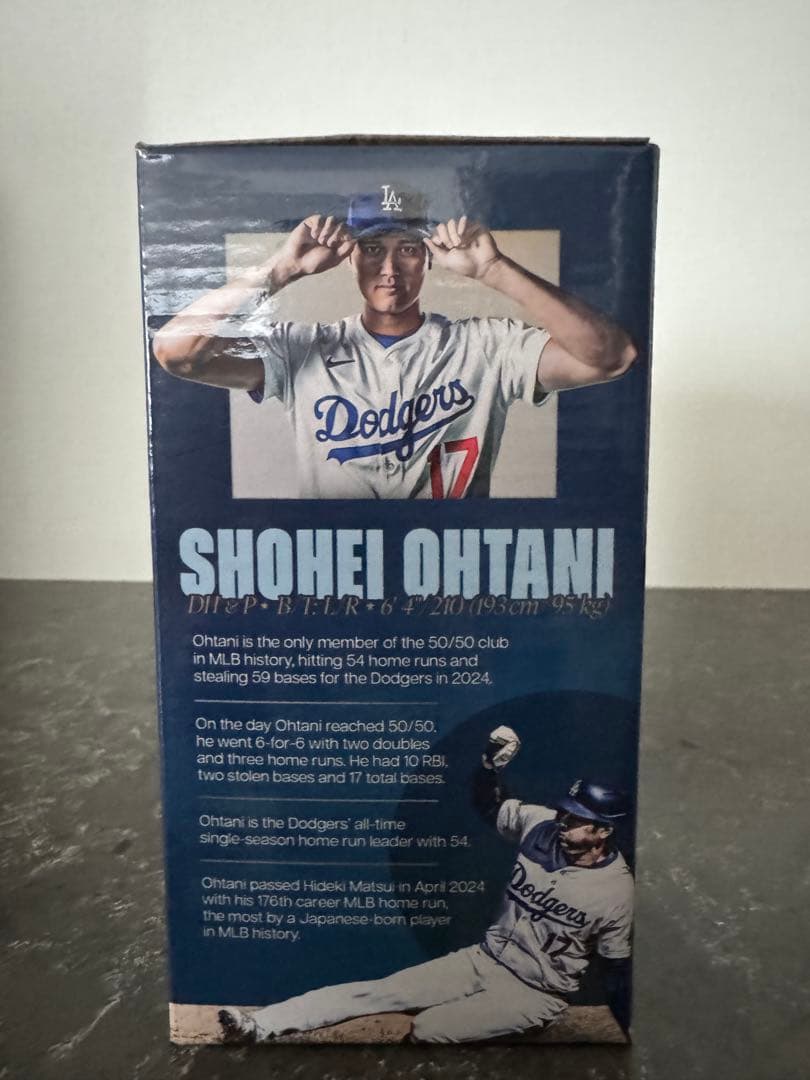 LA
Dodgers
17
SHOHEI OHTANI
DH & P • B/T: L/R • 6' 4"/210 (193 cm 95 kg)
Ohtani is the only member of the 50/50 club
in MLB history, hitting 54 home runs and
stealing 59 bases for the Dodgers in 2024.
On the day Ohtani reached 50/50,
he went 6-for-6 with two doubles
and three home runs. He had 10 RBI,
two stolen bases and 17 total bases.
Ohtani is the Dodgers' all-time
single-season home run leader with 54.
Ohtani passed Hideki Matsui in April 2024
with his 176th career MLB home run,
the most by a Japanese-born player
in MLB history.
Dodgers
17